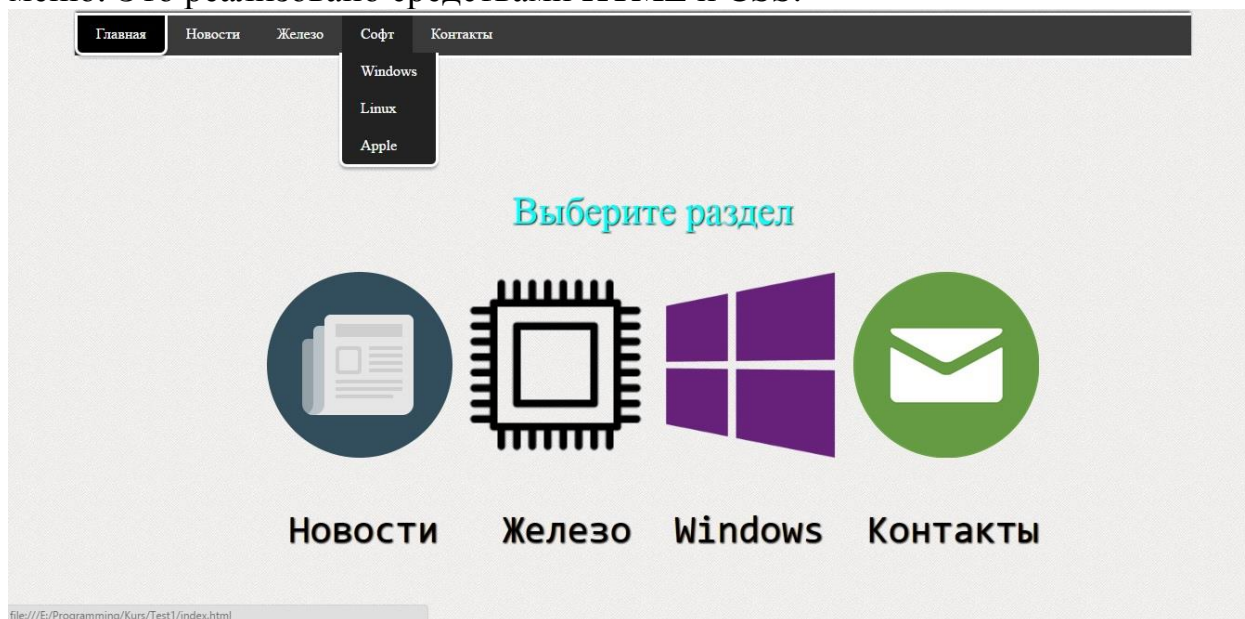 меню. Это реализовано средствами HTML и CSS.
Главная Новости Железо Софт Контакты
Windows
Linux
Apple
Выберите раздел
Новости Железо Windows Контакты
file:///E:/Programming/Kurs/Test1/index.html